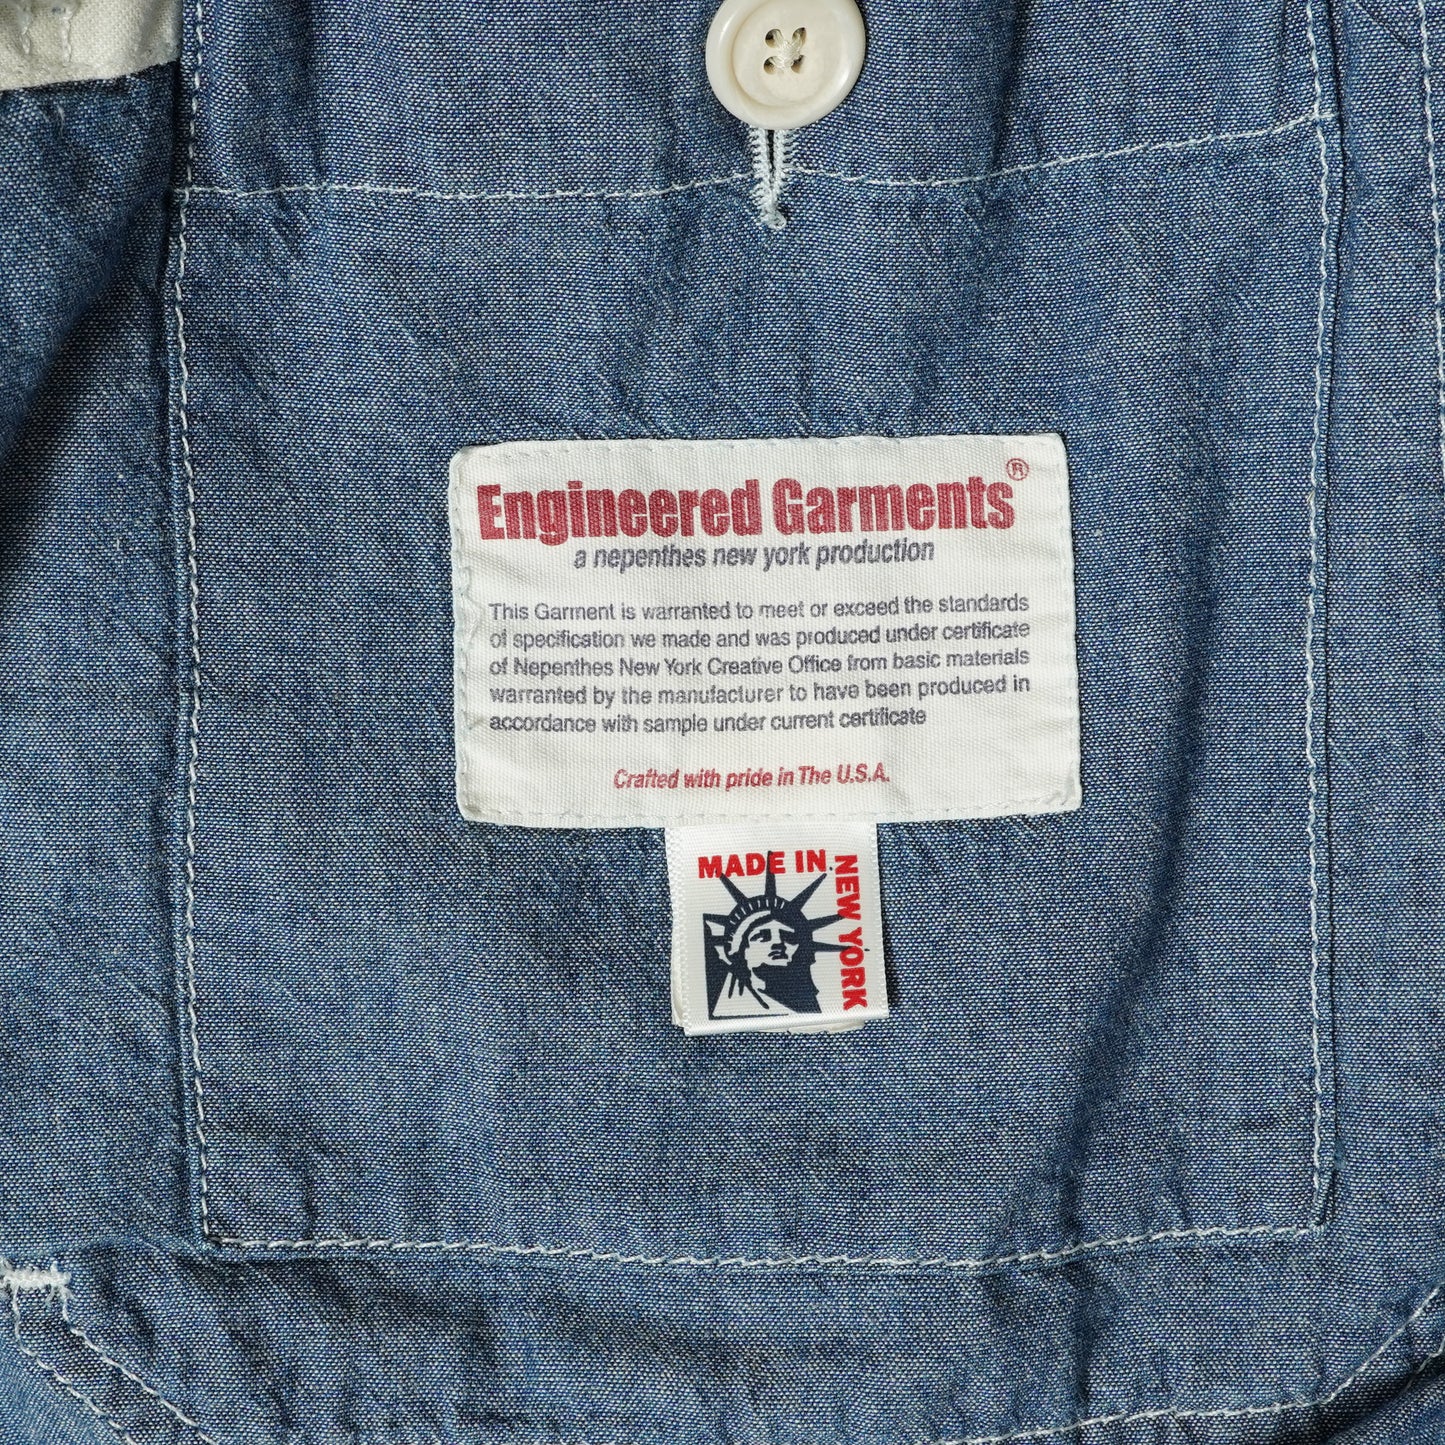 Engineered Garments®
a nepenthes new york production
This Garment is warranted to meet or exceed the standards
of specification we made and was produced under certificate
of Nepenthes New York Creative Office from basic materials
warranted by the manufacturer to have been produced in
accordance with sample under current certificate
Crafted with pride in The U.S.A.
MADE IN
NEW YORK